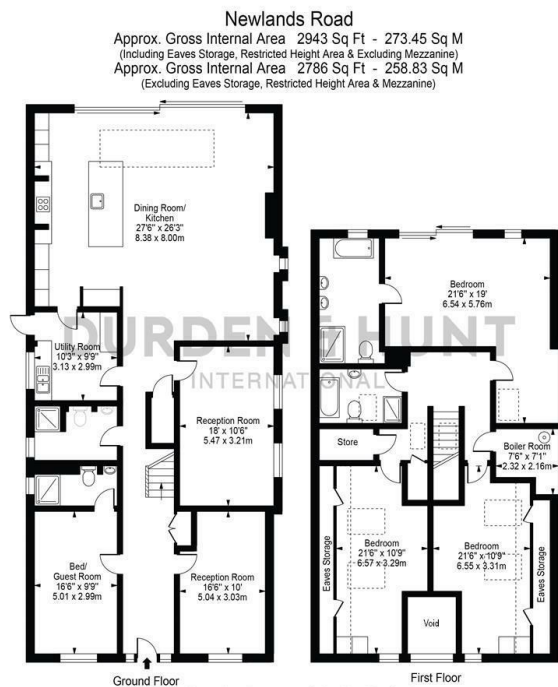 Newlands Road
Approx. Gross Internal Area 2943 Sq Ft - 273.45 Sq M
(Including Eaves Storage, Restricted Height Area & Excluding Mezzanine)
Approx. Gross Internal Area 2786 Sq Ft - 258.83 Sq M
(Excluding Eaves Storage, Restricted Height Area & Mezzanine)
Dining Room/
Kitchen
27'6" x 26'3"
8.38 x 8.00m
Utility Room
10'3" x 9'9"
3.13 x 2.99m
Reception Room
18' x 10'6"
5.47 x 3.21m
Bed/
Guest Room
16'6" x 9'9"
5.01 x 2.99m
Reception Room
16'6" x 10'
5.04 x 3.03m
Ground Floor
Bedroom
21'6" x 19'
6.54 x 5.76m
Store
Boiler Room
7'6" x 7'1"
2.32 x 2.16m
Eaves Storage
Bedroom
21'6" x 10'9"
6.57 x 3.29m
Bedroom
21'6" x 10'9"
6.55 x 3.31m
Eaves Storage
Void
First Floor
DURDEN & HUNT
INTERNATIONAL